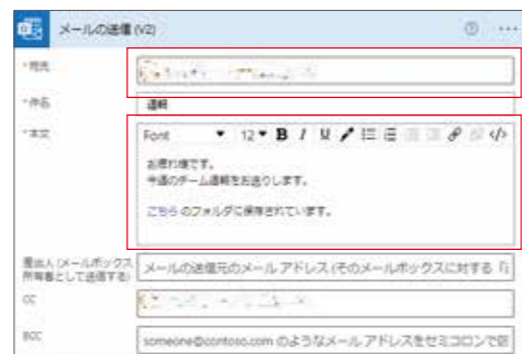 メールの送信 (V2)
*宛先
*件名
週報
*本文
Font 12 B I U </>
お疲れ様です。
今週のチーム週報をお送りします。
こちら のフォルダに保存されています。
差出人 (メールボックス所有者として送信する)
メールの送信元のメール アドレス (そのメールボックスに対する
CC
BCC
someone@contoso.com のようなメール アドレスをセミコロンで区